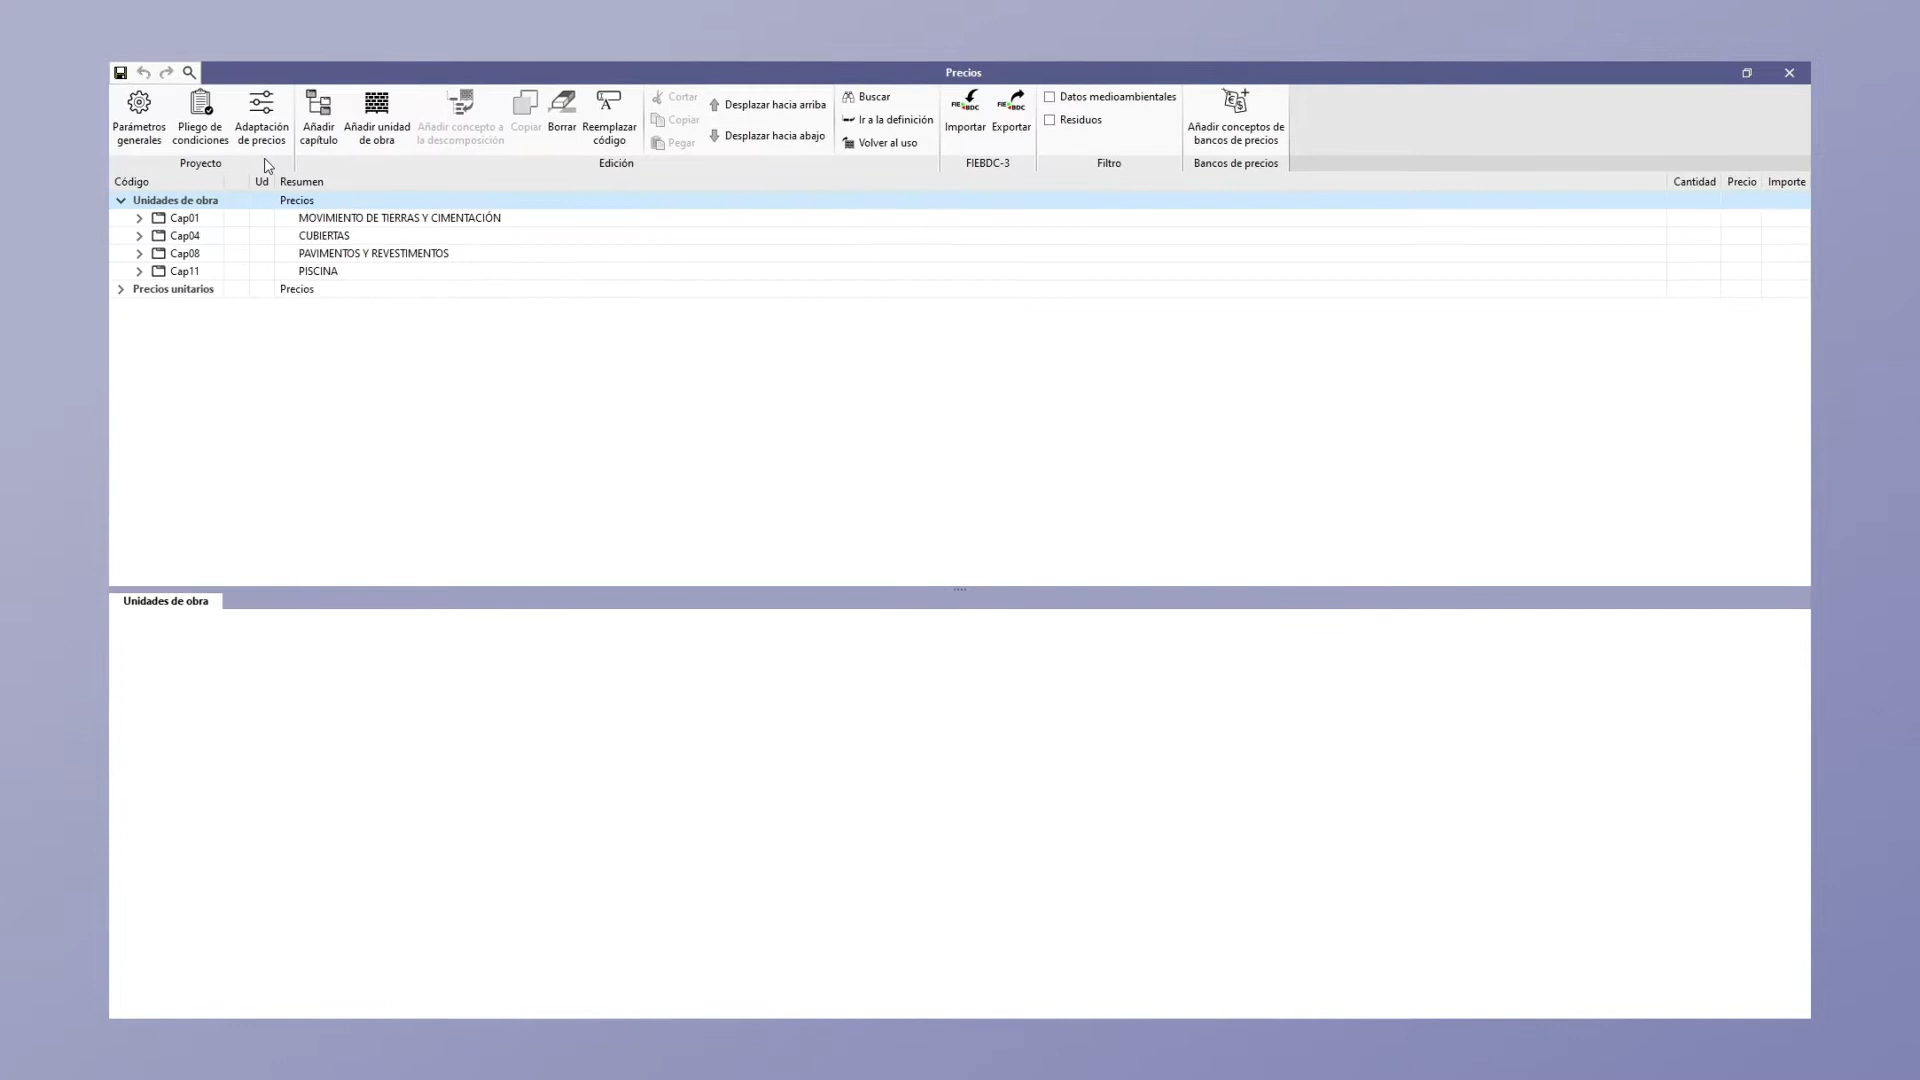 Precios
Parámetros generales
Pliego de condiciones
Adaptación de precios
Proyecto
Añadir capítulo
Añadir unidad de obra
Añadir concepto a la descomposición
Copiar
Borrar
Reemplazar código
Cortar
Copiar
Pegar
Desplazar hacia arriba
Desplazar hacia abajo
Buscar
Ir a la definición
Volver al uso
Edición
FIEBDC
Importar
FIEBDC
Exportar
FIEBDC-3
Datos medioambientales
Residuos
Filtro
Añadir conceptos de bancos de precios
Bancos de precios
Código Ud Resumen Cantidad Precio Importe
Unidades de obra Precios
Cap01 MOVIMIENTO DE TIERRAS Y CIMENTACIÓN
Cap04 CUBIERTAS
Cap08 PAVIMENTOS Y REVESTIMENTOS
Cap11 PISCINA
Precios unitarios Precios
Unidades de obra